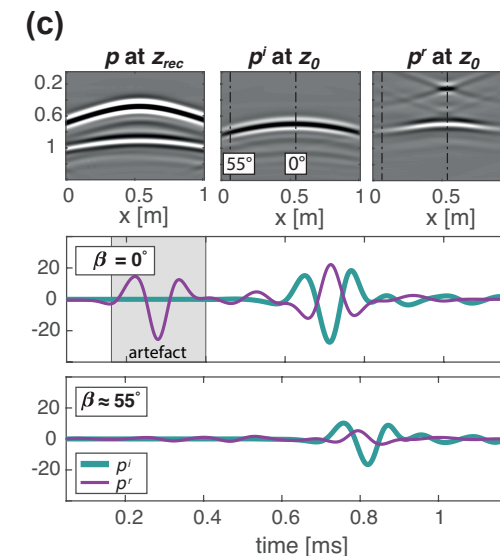 (c)
p at z_rec p^i at z_0 p^r at z_0
0.2
0.6
1
55° 0°
0 0.5 1 0 0.5 1 0 0.5 1
x [m] x [m] x [m]
β = 0°
20
0
-20
artefact
β ≈ 55°
20
0
-20
p^i
p^r
0.2 0.4 0.6 0.8 1
time [ms]